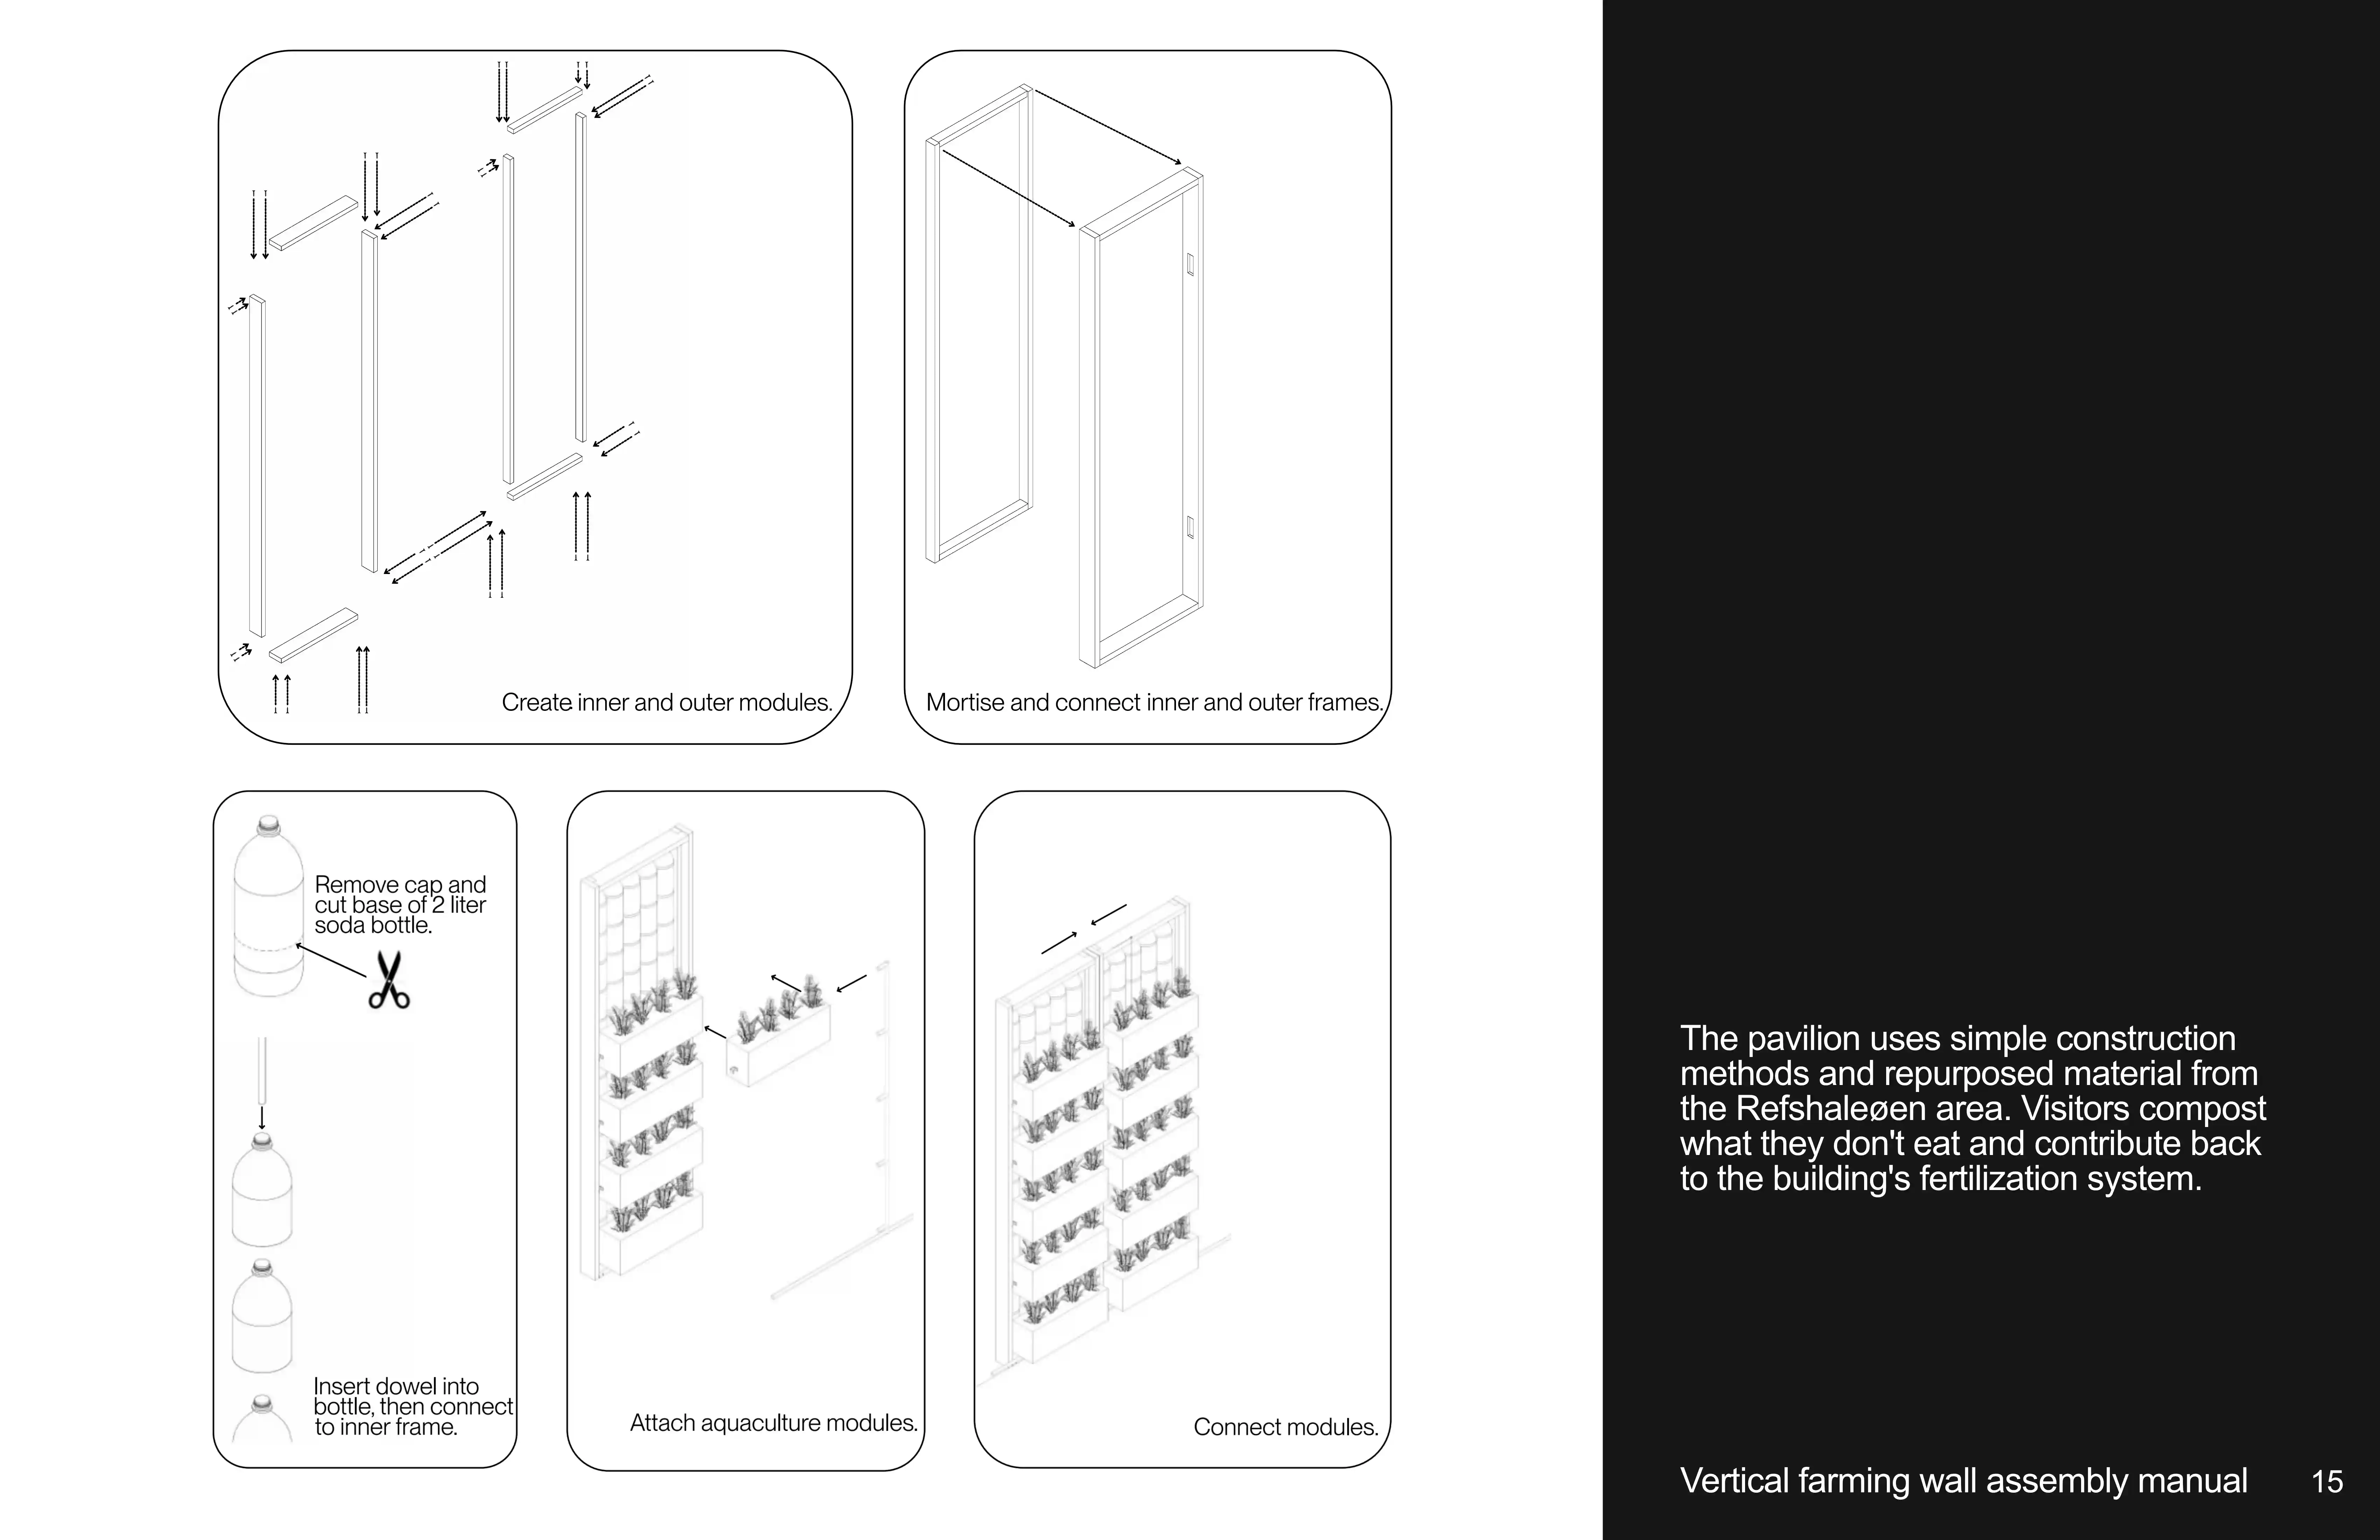 Create inner and outer modules.
Mortise and connect inner and outer frames.
Remove cap and
cut base of 2 liter
soda bottle.
Insert dowel into
bottle, then connect
to inner frame.
Attach aquaculture modules.
Connect modules.
The pavilion uses simple construction
methods and repurposed material from
the Refshaleøen area. Visitors compost
what they don't eat and contribute back
to the building's fertilization system.
Vertical farming wall assembly manual 15